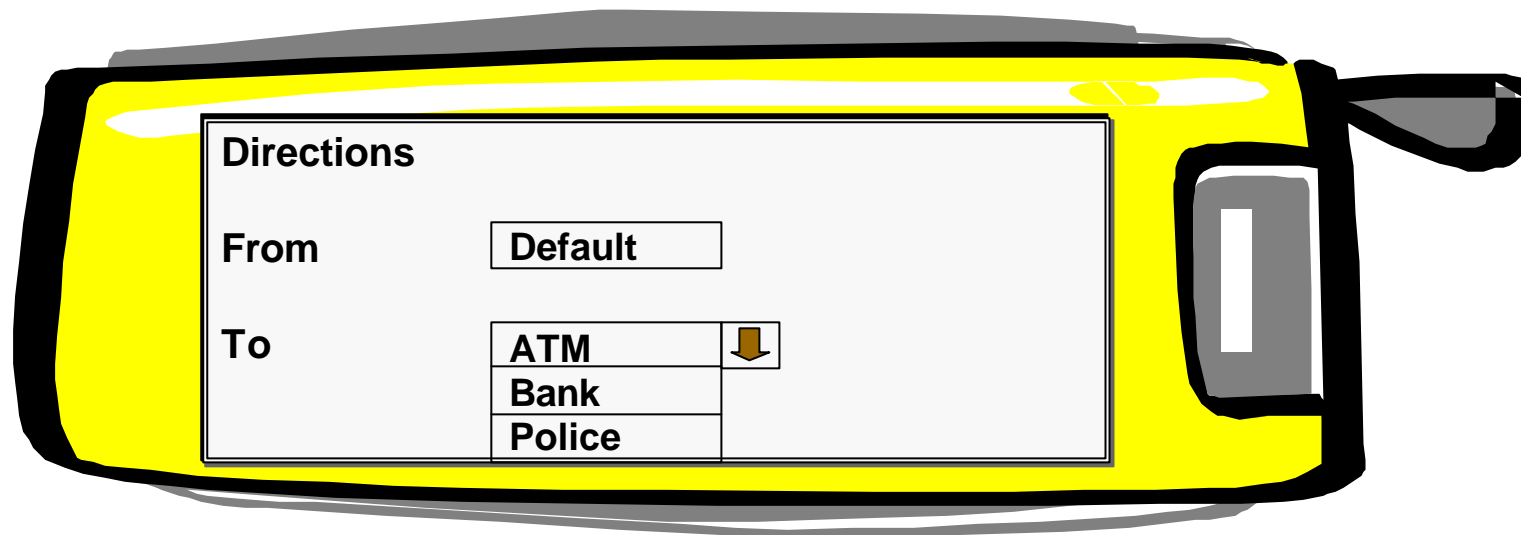 Directions
From Default
To ATM
Bank
Police